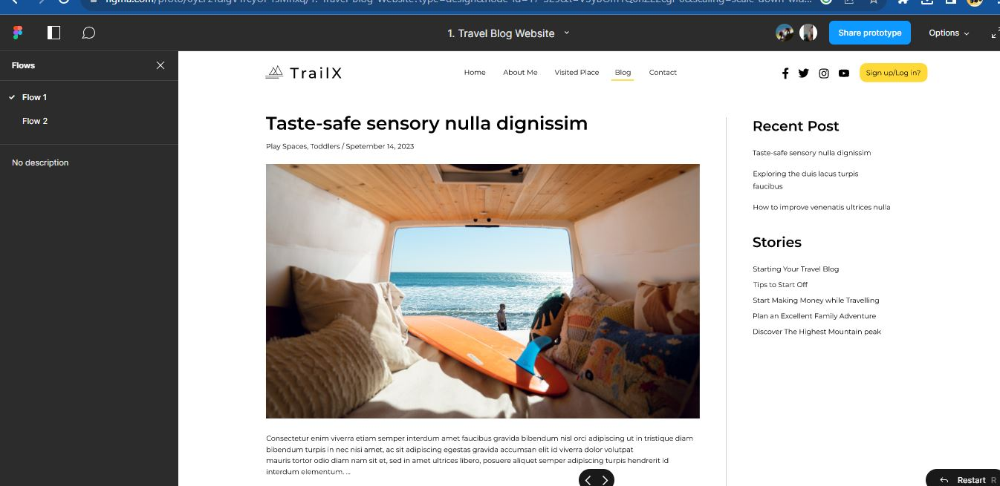 1. Travel Blog Website
Share prototype
Options
Flows
Flow 1
Flow 2
No description
TrailX
Home
About Me
Visited Place
Blog
Contact
Sign up/Log in?
Taste-safe sensory nulla dignissim
Play Spaces, Toddlers / Spetember 14, 2023
Consectetur enim viverra etiam semper interdum amet faucibus gravida bibendum nisl orci adipiscing ut in tristique diam
bibendum turpis in nec nisi amet, ac sit adipiscing egestas gravida accumsan elit id viverra dolor volutpat
mauris tortor odio diam nam sit et, sed in amet ultrices libero, posuere aliquet semper adipiscing turpis hendrerit id
interdum elementum. ...
Recent Post
Taste-safe sensory nulla dignissim
Exploring the duis lacus turpis
faucibus
How to improve venenatis ultrices nulla
Stories
Starting Your Travel Blog
Tips to Start Off
Start Making Money while Travelling
Plan an Excellent Family Adventure
Discover The Highest Mountain peak
Restart R